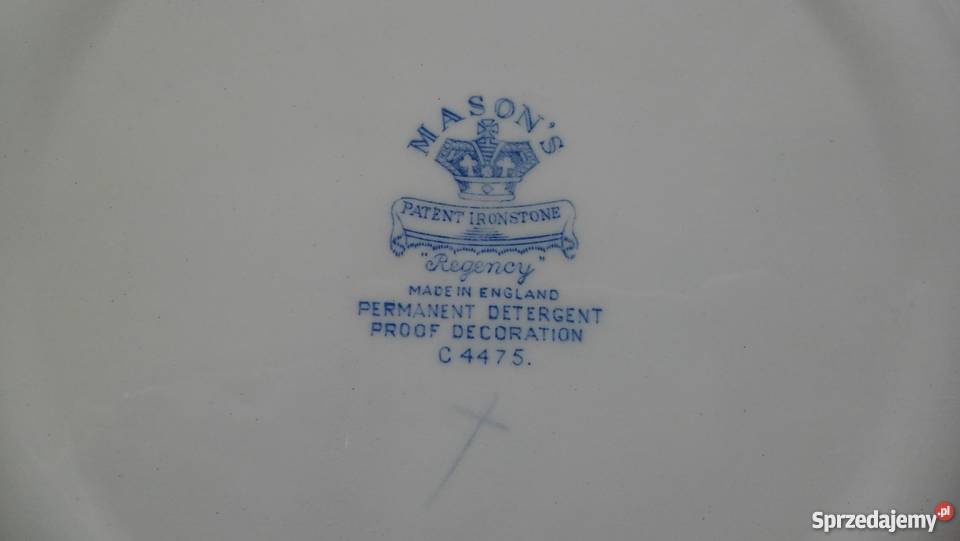 MASON'S
PATENT IRONSTONE
"Regency"
MADE IN ENGLAND
PERMANENT DETERGENT
PROOF DECORATION
C 4475.
Sprzedajemy.pl